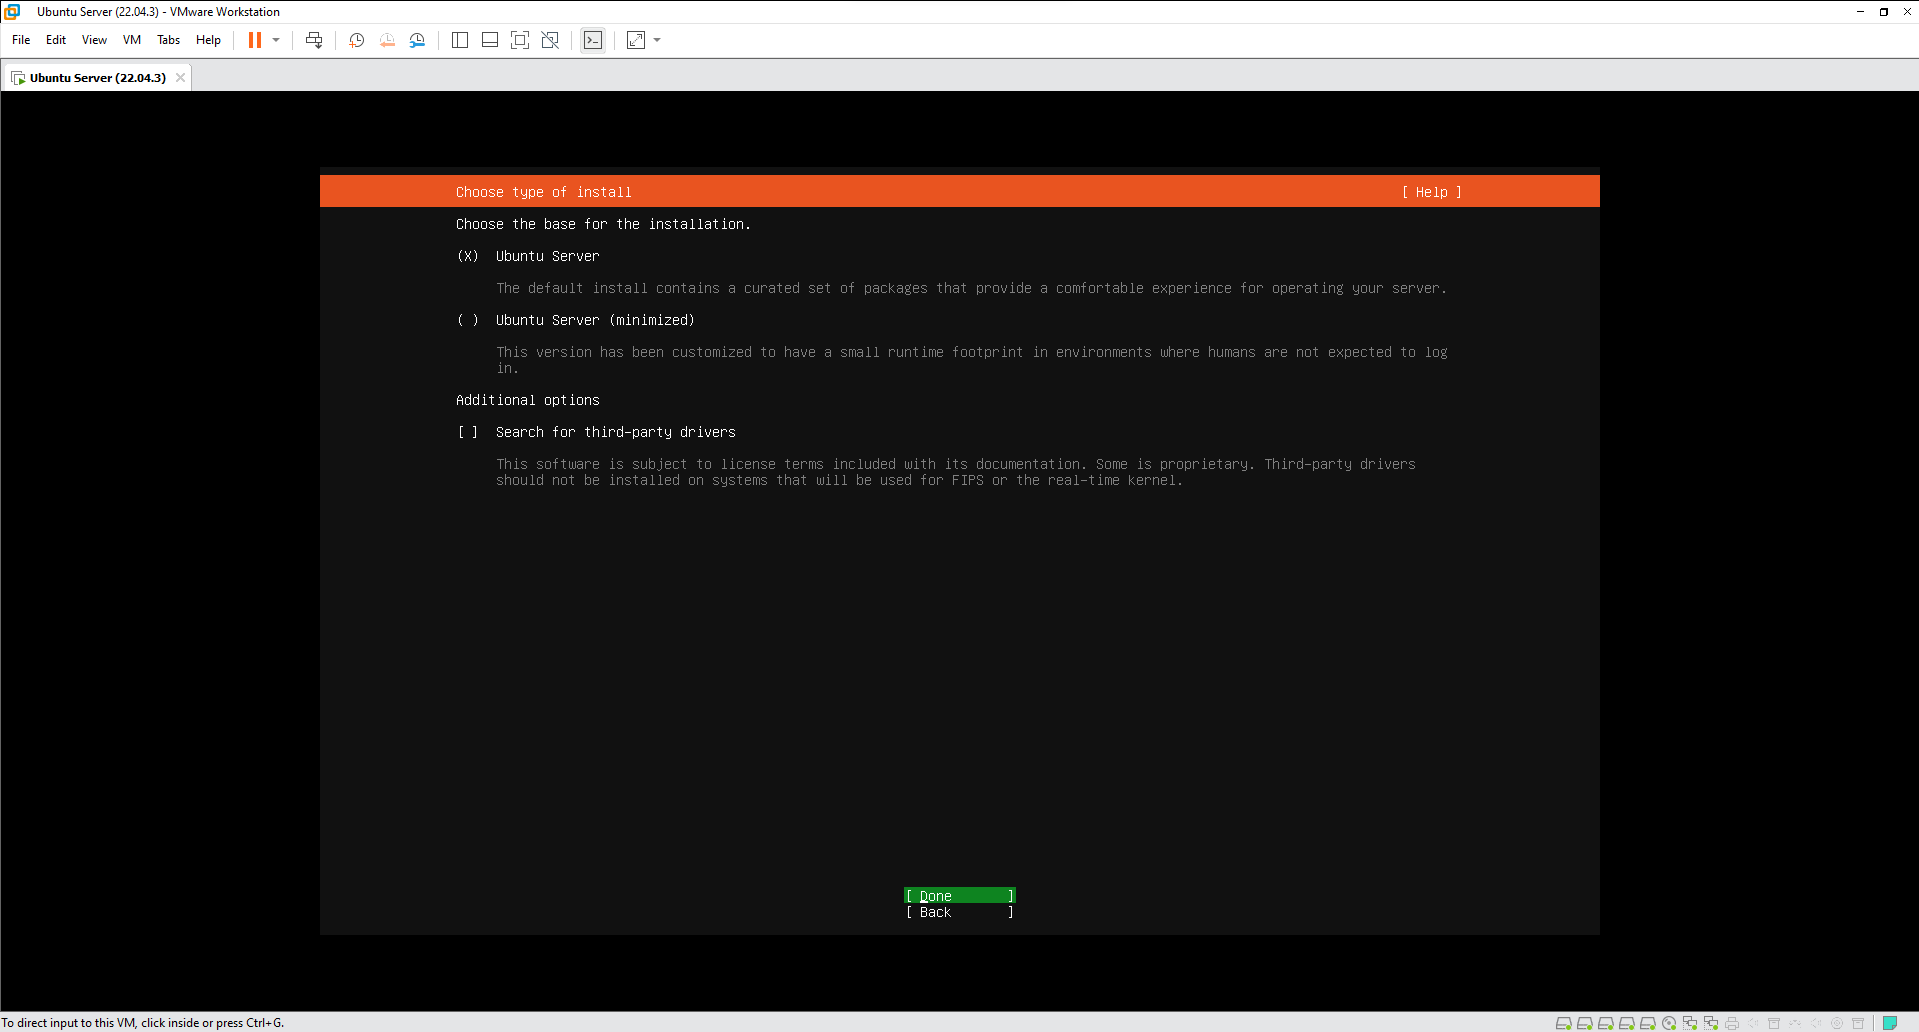 Ubuntu Server (22.04.3) - VMware Workstation
File Edit View VM Tabs Help
Ubuntu Server (22.04.3)
Choose type of install [ Help ]
Choose the base for the installation.
(X) Ubuntu Server
The default install contains a curated set of packages that provide a comfortable experience for operating your server.
( ) Ubuntu Server (minimized)
This version has been customized to have a small runtime footprint in environments where humans are not expected to log
in.
Additional options
[ ] Search for third-party drivers
This software is subject to license terms included with its documentation. Some is proprietary. Third-party drivers
should not be installed on systems that will be used for FIPS or the real-time kernel.
[ Done ]
[ Back ]
To direct input to this VM, click inside or press Ctrl+G.